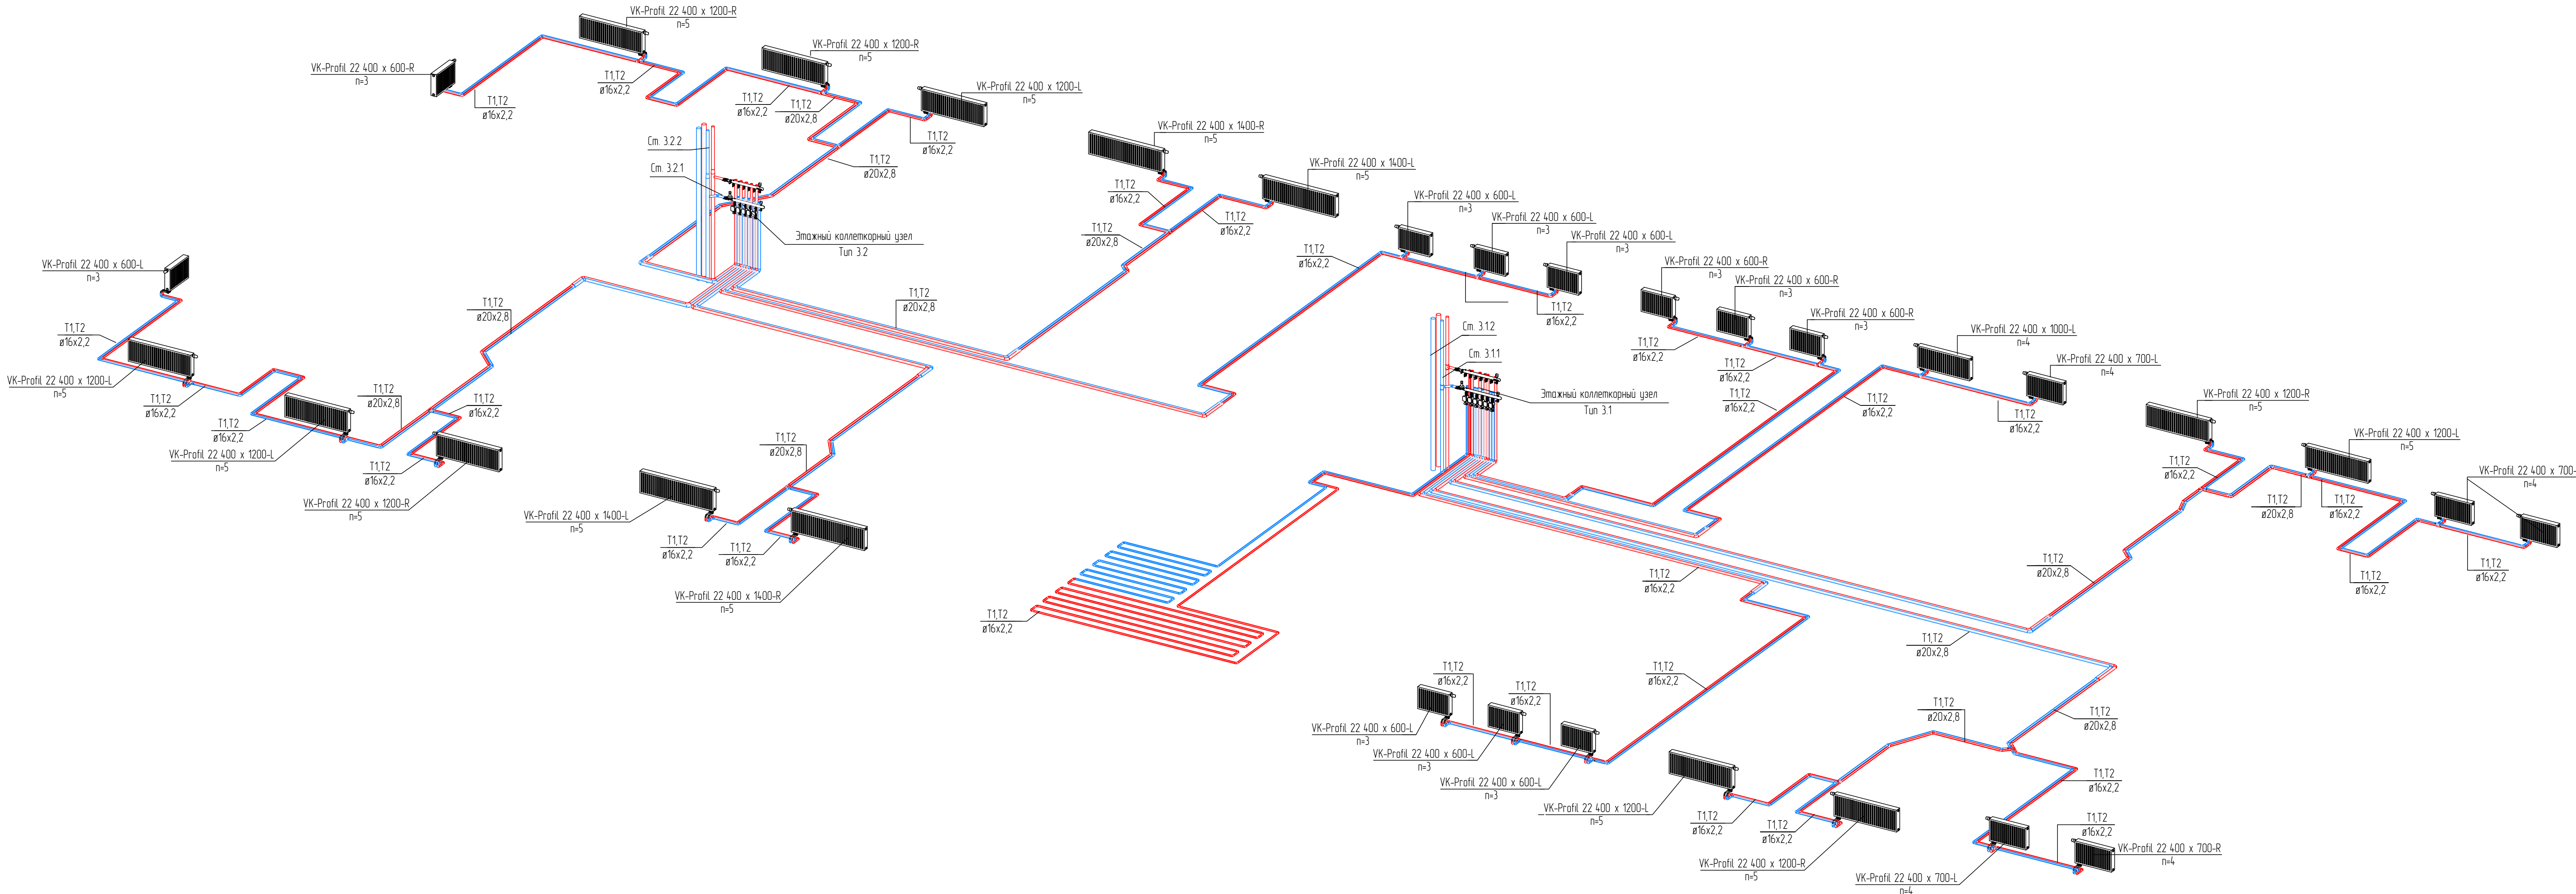 VK-Profil 22 400 x 1200-R
n=5
VK-Profil 22 400 x 600-R
n=3
T1,T2
ø16x2,2
T1,T2
ø16x2,2
VK-Profil 22 400 x 1200-R
n=5
T1,T2
ø16x2,2
T1,T2
ø20x2,8
VK-Profil 22 400 x 1200-L
n=5
T1,T2
ø16x2,2
T1,T2
ø20x2,8
Ст. 3.2.2
Ст. 3.2.1
Этажный коллеткорный узел
Тип 3.2
VK-Profil 22 400 x 1400-R
n=5
T1,T2
ø16x2,2
VK-Profil 22 400 x 1400-L
n=5
T1,T2
ø16x2,2
T1,T2
ø20x2,8
T1,T2
ø20x2,8
VK-Profil 22 400 x 600-L
n=3
VK-Profil 22 400 x 600-L
n=3
VK-Profil 22 400 x 600-L
n=3
T1,T2
ø16x2,2
T1,T2
ø16x2,2
VK-Profil 22 400 x 600-L
n=3
T1,T2
ø16x2,2
VK-Profil 22 400 x 1200-L
n=5
T1,T2
ø16x2,2
T1,T2
ø16x2,2
VK-Profil 22 400 x 1200-L
n=5
T1,T2
ø20x2,8
T1,T2
ø20x2,8
T1,T2
ø16x2,2
T1,T2
ø16x2,2
VK-Profil 22 400 x 1200-R
n=5
VK-Profil 22 400 x 1400-L
n=5
T1,T2
ø20x2,8
T1,T2
ø16x2,2
T1,T2
ø16x2,2
VK-Profil 22 400 x 1400-R
n=5
Ст. 3.1.2
Ст. 3.1.1
Этажный коллеткорный узел
Тип 3.1
VK-Profil 22 400 x 600-R
n=3
VK-Profil 22 400 x 600-R
n=3
VK-Profil 22 400 x 600-R
n=3
T1,T2
ø16x2,2
T1,T2
ø16x2,2
T1,T2
ø16x2,2
VK-Profil 22 400 x 1000-L
n=4
VK-Profil 22 400 x 700-L
n=4
T1,T2
ø16x2,2
T1,T2
ø16x2,2
VK-Profil 22 400 x 1200-R
n=5
VK-Profil 22 400 x 1200-L
n=5
VK-Profil 22 400 x 700-
n=4
T1,T2
ø16x2,2
T1,T2
ø20x2,8
T1,T2
ø16x2,2
T1,T2
ø16x2,2
T1,T2
ø16x2,2
T1,T2
ø20x2,8
T1,T2
ø16x2,2
T1,T2
ø16x2,2
T1,T2
ø20x2,8
T1,T2
ø16x2,2
T1,T2
ø16x2,2
T1,T2
ø16x2,2
VK-Profil 22 400 x 600-L
n=3
VK-Profil 22 400 x 600-L
n=3
VK-Profil 22 400 x 600-L
n=3
T1,T2
ø20x2,8
T1,T2
ø20x2,8
VK-Profil 22 400 x 1200-L
n=5
T1,T2
ø16x2,2
T1,T2
ø16x2,2
VK-Profil 22 400 x 1200-R
n=5
T1,T2
ø16x2,2
T1,T2
ø16x2,2
VK-Profil 22 400 x 700-R
n=4
VK-Profil 22 400 x 700-L
n=4